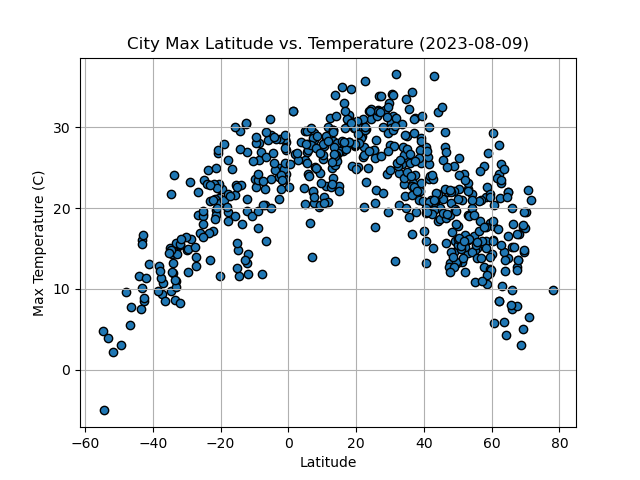 City Max Latitude vs. Temperature (2023-08-09)
30
20
10
0
Max Temperature (C)
−60 −40 −20 0 20 40 60 80
Latitude